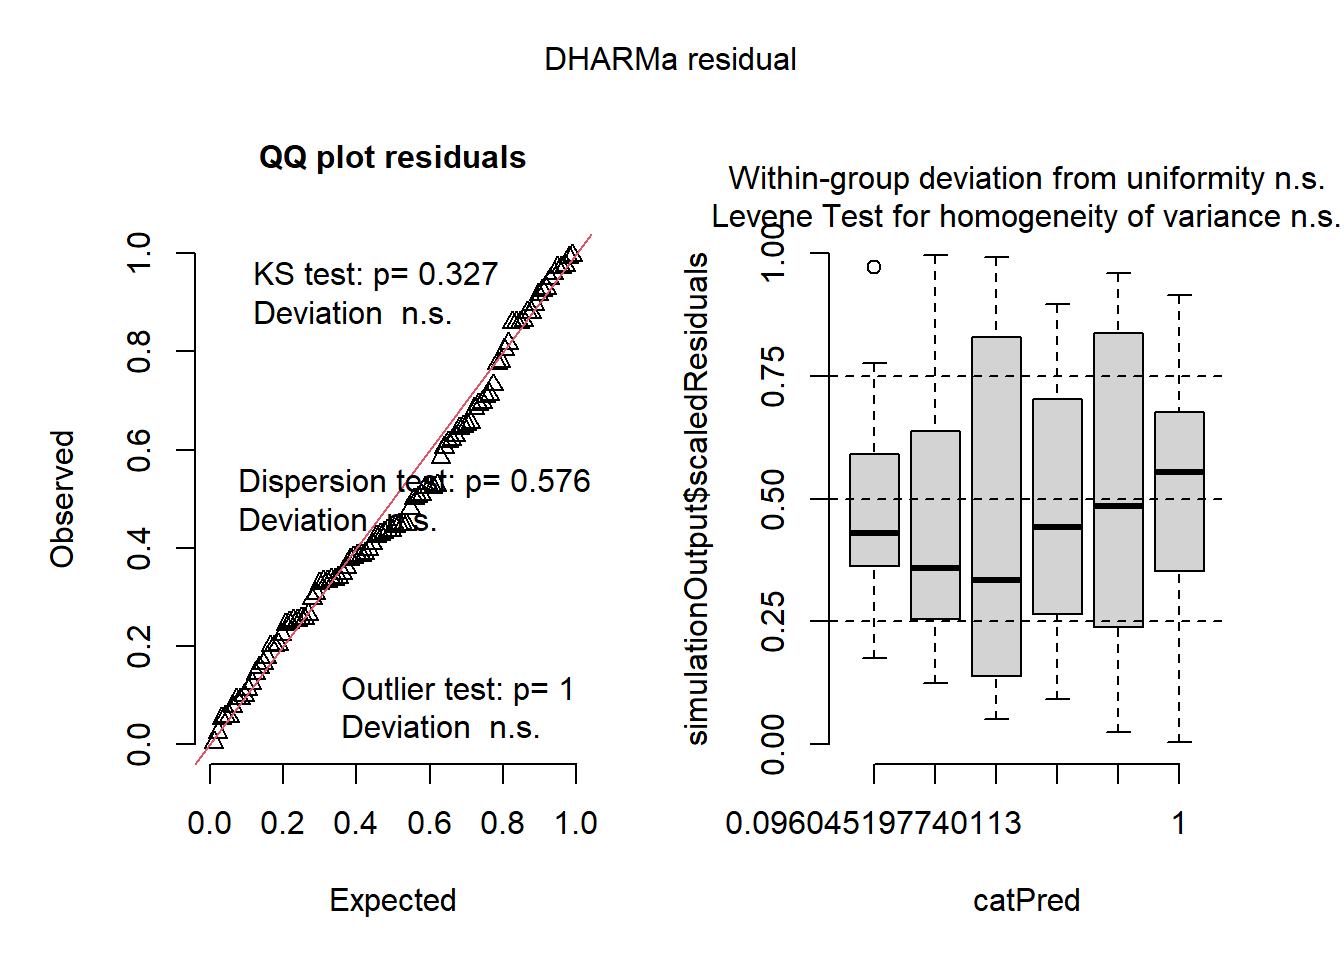 DHARMa residual
QQ plot residuals
KS test: p= 0.327
Deviation  n.s.
Dispersion test: p= 0.576
Deviation  n.s.
Outlier test: p= 1
Deviation  n.s.
Observed
0.0 0.2 0.4 0.6 0.8 1.0
0.0 0.2 0.4 0.6 0.8 1.0
Expected
Within-group deviation from uniformity n.s.
Levene Test for homogeneity of variance n.s.
simulationOutput$scaledResiduals
0.00 0.25 0.50 0.75 1.00
0.096045197740113 1
catPred